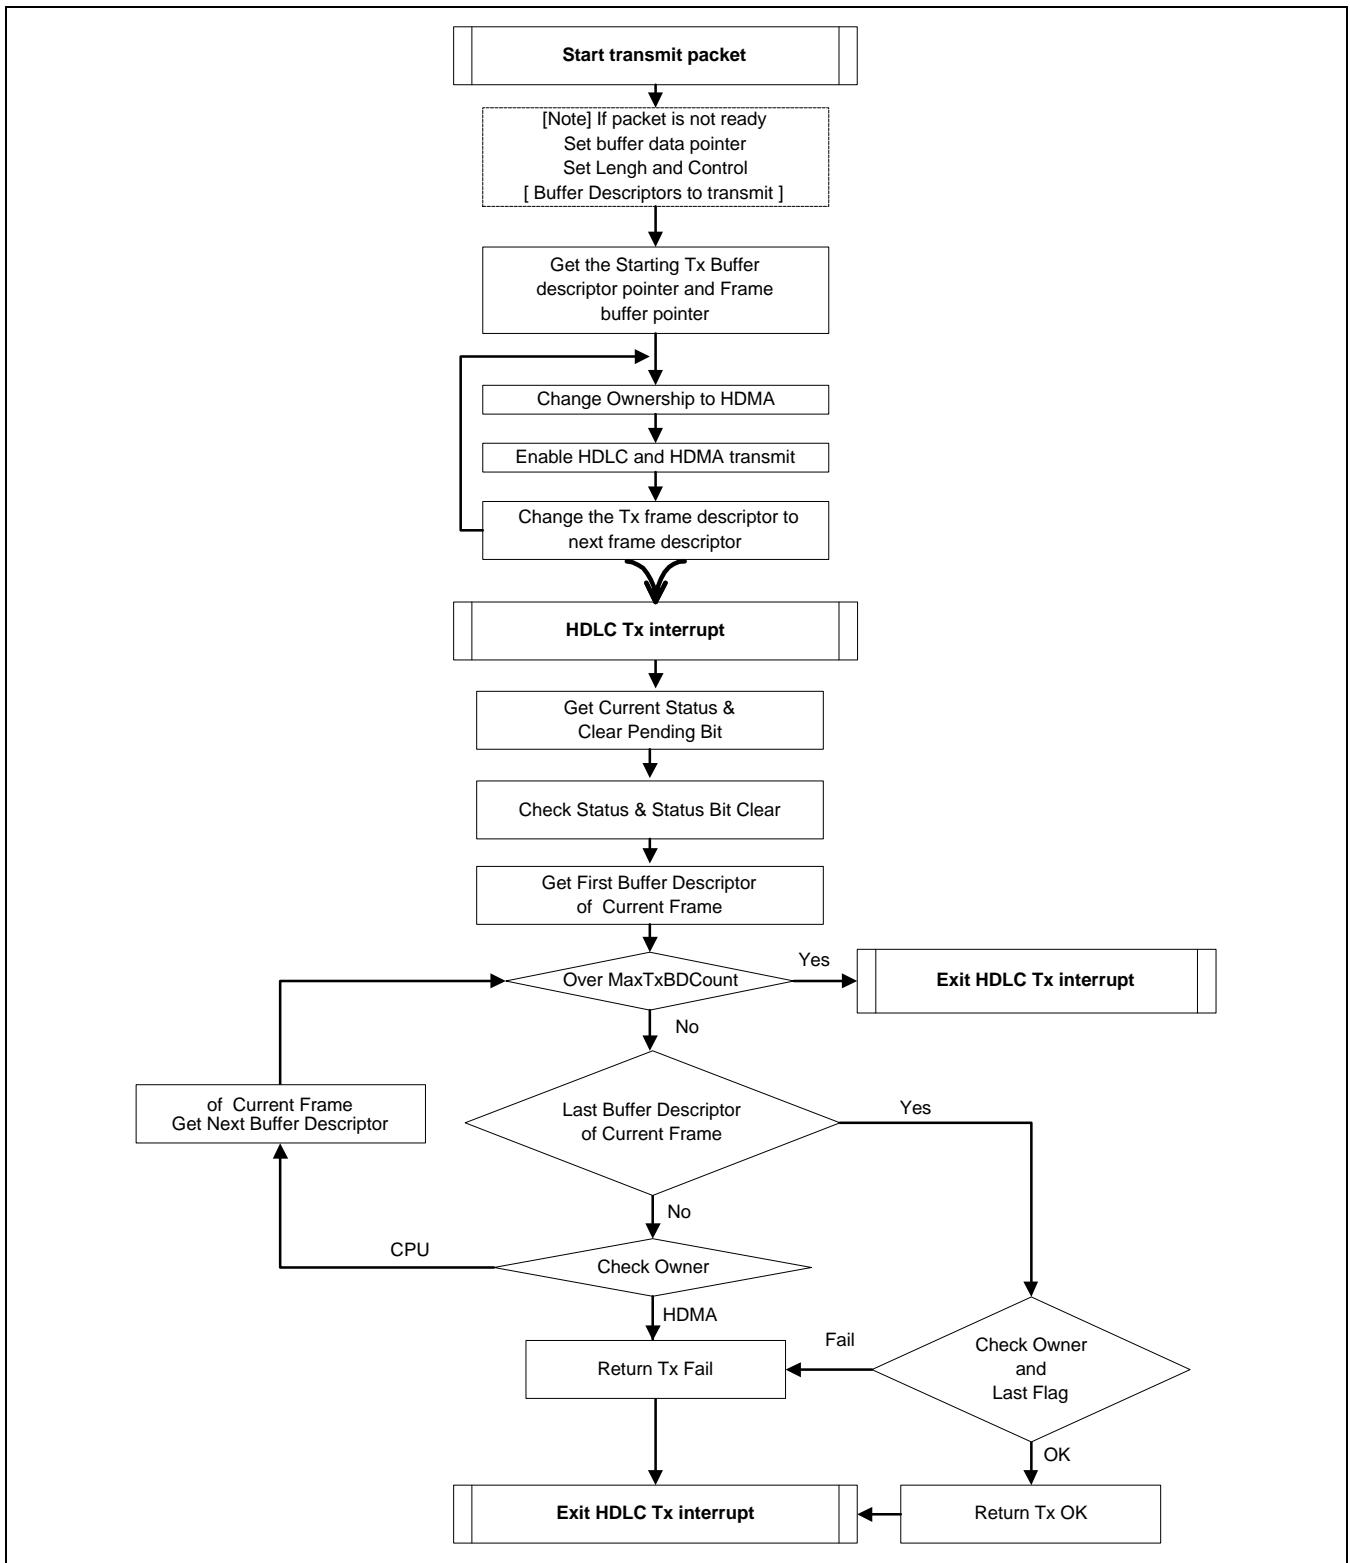 Start transmit packet
[Note] If packet is not ready
Set buffer data pointer
Set Lengh and Control
[ Buffer Descriptors to transmit ]
Get the Starting Tx Buffer
descriptor pointer and Frame
buffer pointer
Change Ownership to HDMA
Enable HDLC and HDMA transmit
Change the Tx frame descriptor to
next frame descriptor
HDLC Tx interrupt
Get Current Status &
Clear Pending Bit
Check Status & Status Bit Clear
Get First Buffer Descriptor
of Current Frame
Over MaxTxBDCount
Yes
Exit HDLC Tx interrupt
No
of Current Frame
Get Next Buffer Descriptor
Last Buffer Descriptor
of Current Frame
Yes
No
CPU
Check Owner
HDMA
Return Tx Fail
Fail
Check Owner
and
Last Flag
OK
Exit HDLC Tx interrupt
Return Tx OK